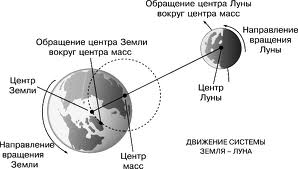 Обращение центра Луны
вокруг центра масс
Направление
вращения
Луны
Обращение центра Земли
вокруг центра масс
Центр
Земли
Центр
Луны
Направление
вращения
Земли
Центр
масс
ДВИЖЕНИЕ СИСТЕМЫ
ЗЕМЛЯ – ЛУНА